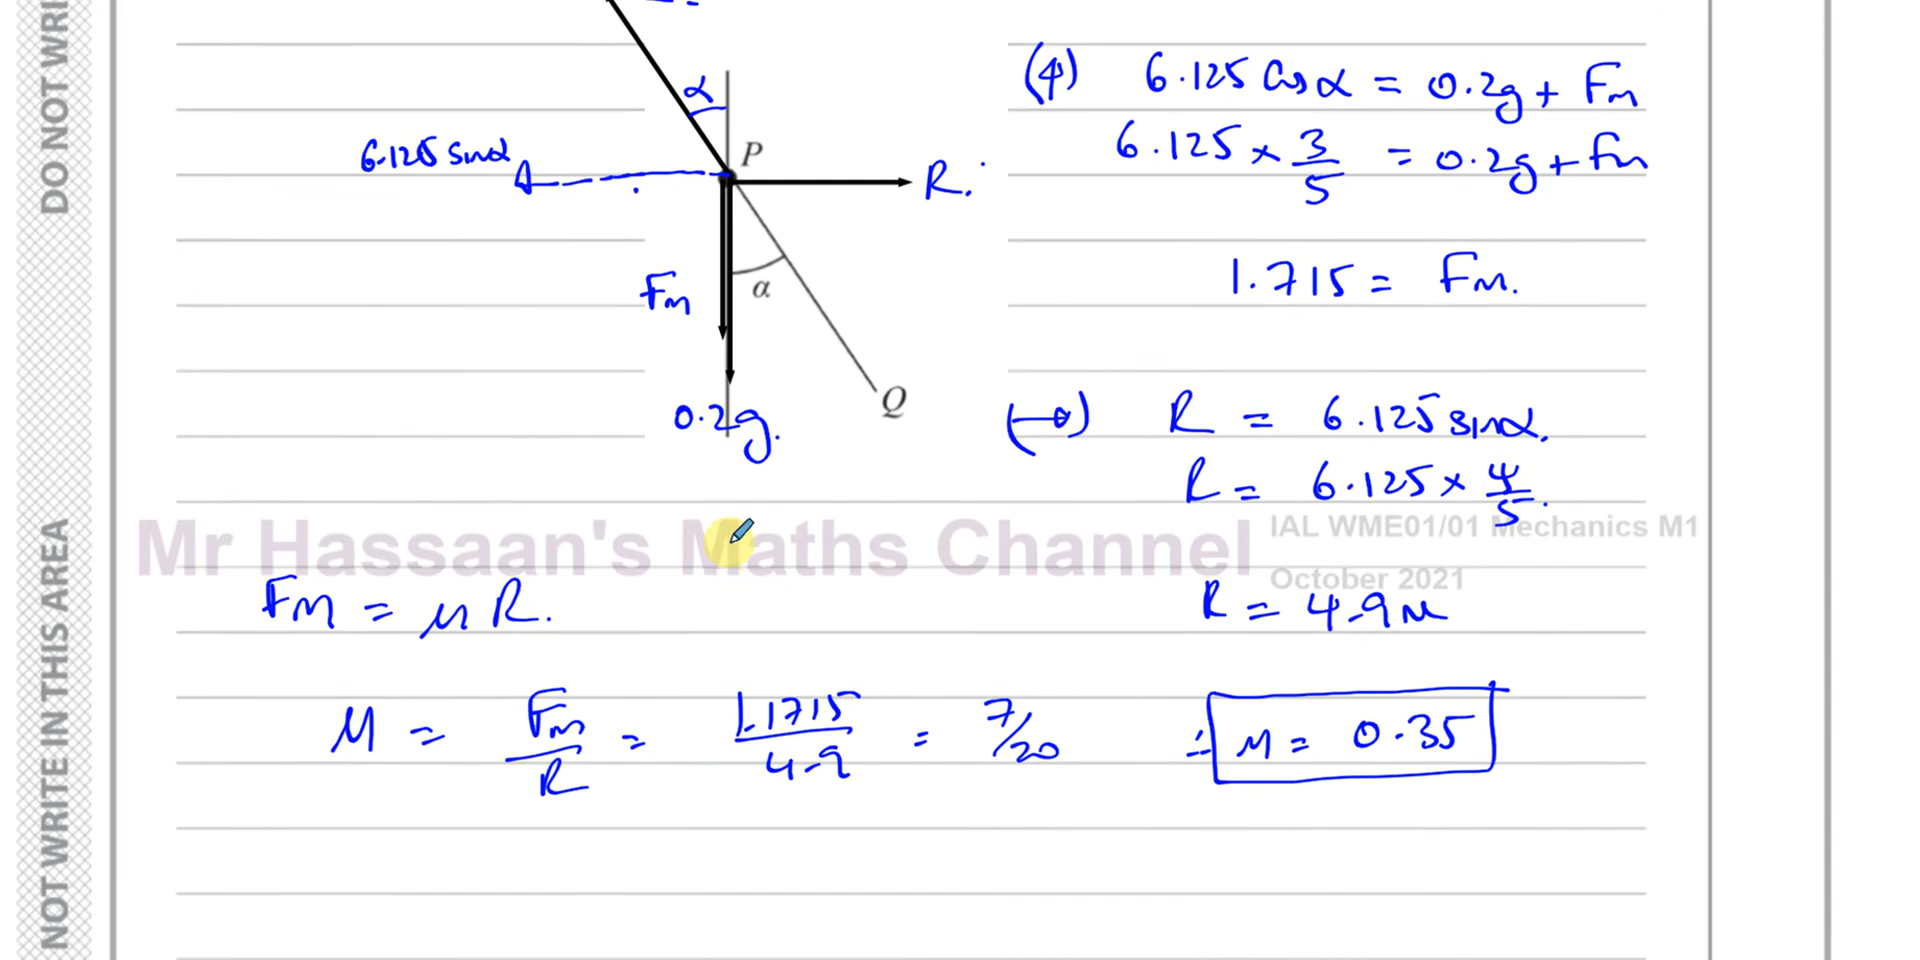 DO NOT WRI
NOT WRITE IN THIS AREA
α
6.125 sinα
P
R.
Fm
α
0.2g.
Q
(↑) 6.125 Cosα = 0.2g + Fm
6.125 × 3/5 = 0.2g + Fm
1.715 = Fm.
(→) R = 6.125 sinα.
R = 6.125 × 4/5.
Mr Hassaan's Maths Channel
IAL WME01/01 Mechanics M1
October 2021
R = 4.9N
Fm = μR.
μ = Fm/R = 1.1715/4.9 = 7/20 ∴ μ = 0.35